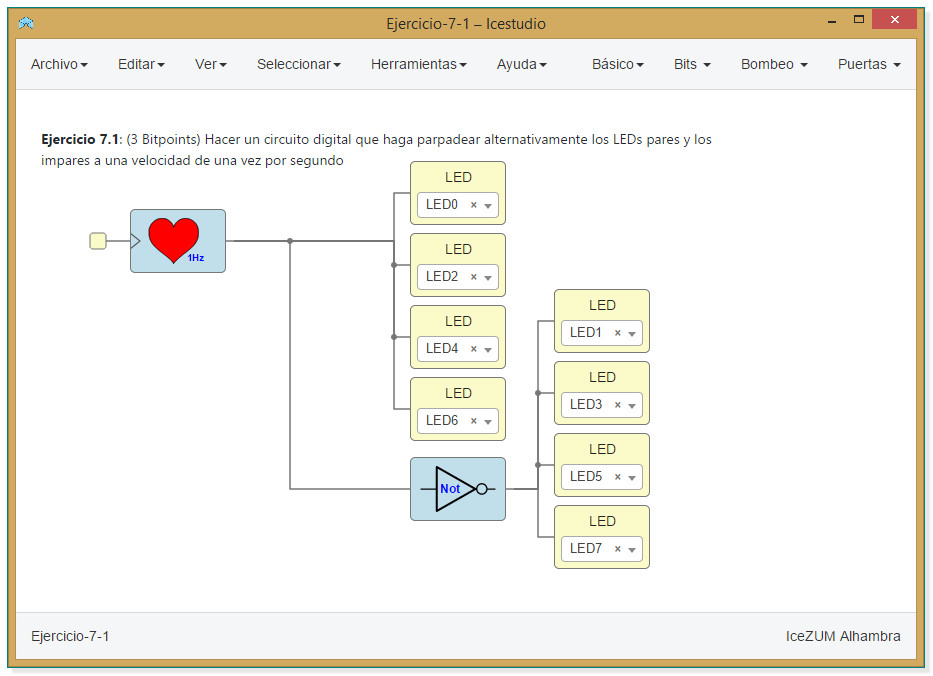 Ejercicio-7-1 – Icestudio
Archivo Editar Ver Seleccionar Herramientas Ayuda Básico Bits Bombeo Puertas
Ejercicio 7.1: (3 Bitpoints) Hacer un circuito digital que haga parpadear alternativamente los LEDs pares y los
impares a una velocidad de una vez por segundo
LED
LED0 ×
1Hz
LED
LED2 ×
LED
LED4 ×
LED
LED6 ×
Not
LED
LED1 ×
LED
LED3 ×
LED
LED5 ×
LED
LED7 ×
Ejercicio-7-1
IceZUM Alhambra